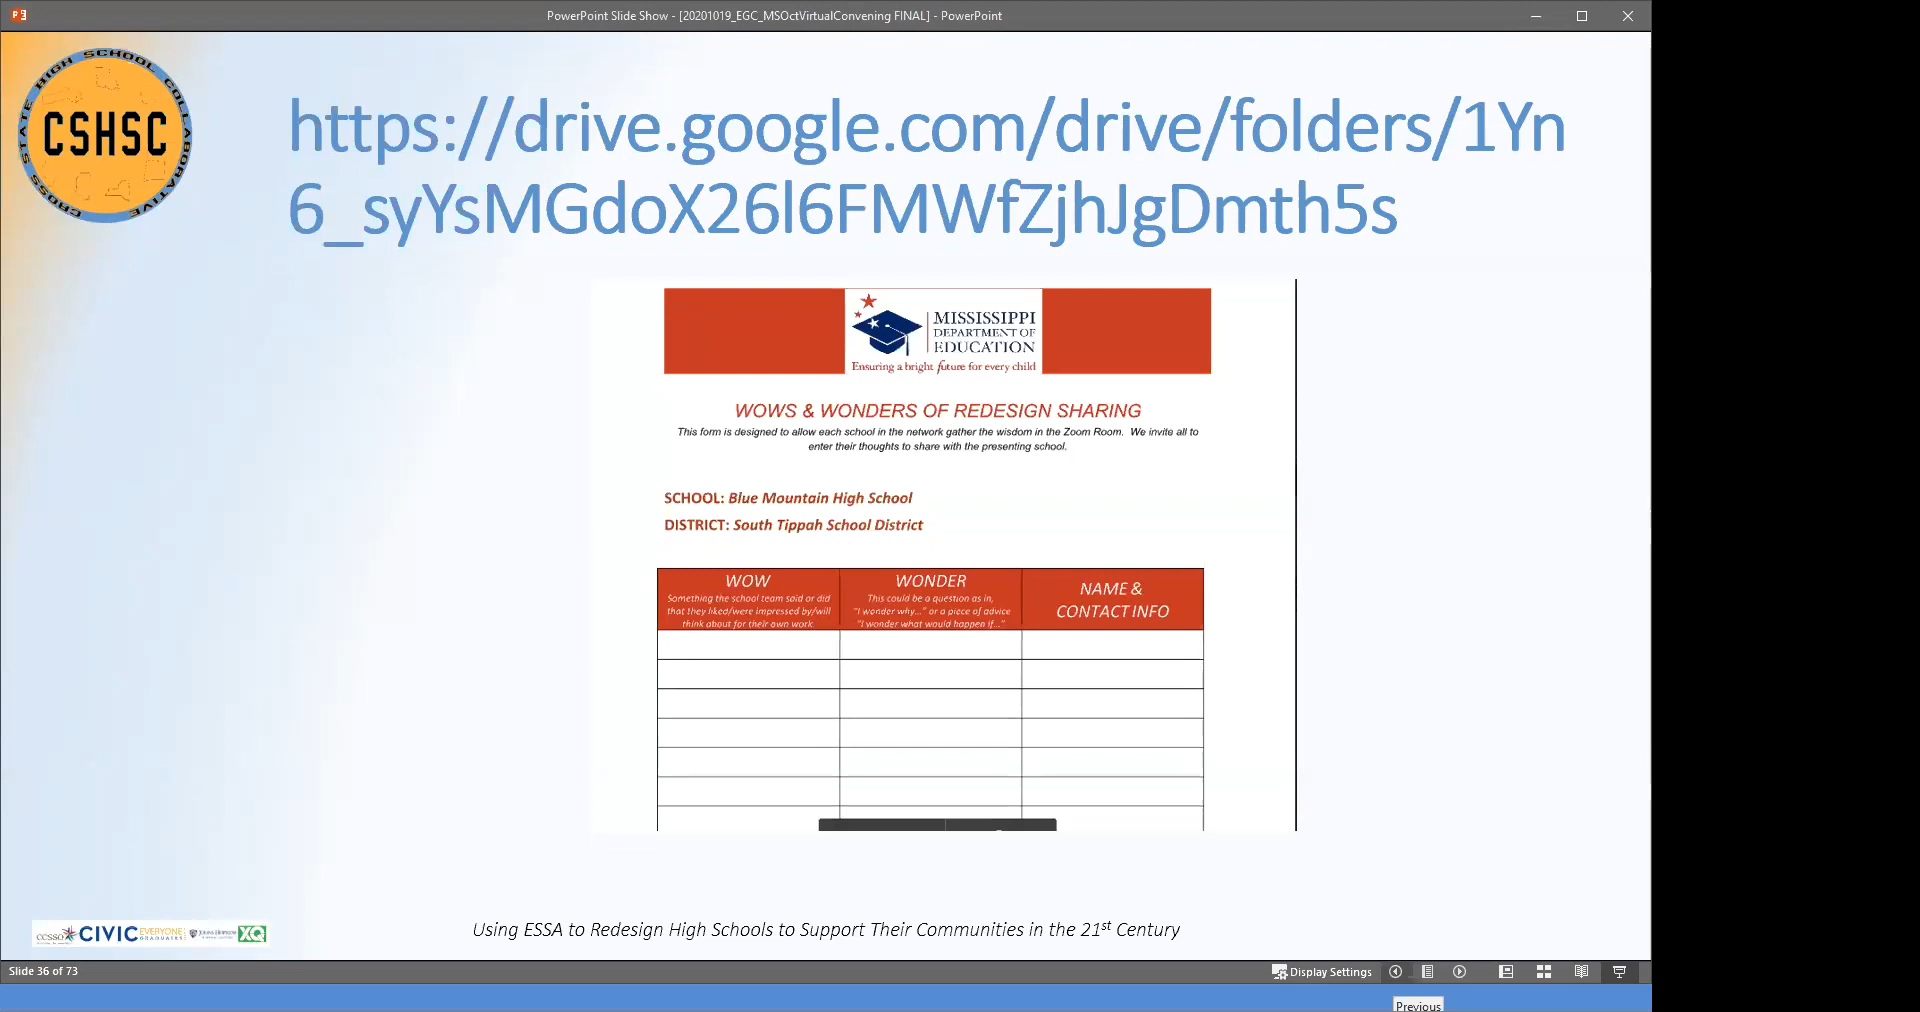 PowerPoint Slide Show - [20201019_EGC_MSOctVirtualConvening FINAL] - PowerPoint
CROSS STATE HIGH SCHOOL COLLABORATIVE
CSHSC
https://drive.google.com/drive/folders/1Yn
6_syYsMGdoX26l6FMWfZjhJgDmth5s
MISSISSIPPI
DEPARTMENT OF
EDUCATION
Ensuring a bright future for every child
WOWS & WONDERS OF REDESIGN SHARING
This form is designed to allow each school in the network gather the wisdom in the Zoom Room. We invite all to
enter their thoughts to share with the presenting school.
SCHOOL: Blue Mountain High School
DISTRICT: South Tippah School District
WOW
Something the school team said or did
that they liked/were impressed by/will
think about for their own work.
WONDER
This could be a question as in,
"I wonder why..." or a piece of advice
"I wonder what would happen if..."
NAME &
CONTACT INFO
CCSSO
CIVIC
EVERYONE
GRADUATES
JOHNS HOPKINS
XQ
Using ESSA to Redesign High Schools to Support Their Communities in the 21st Century
Slide 36 of 73
Display Settings
Previous